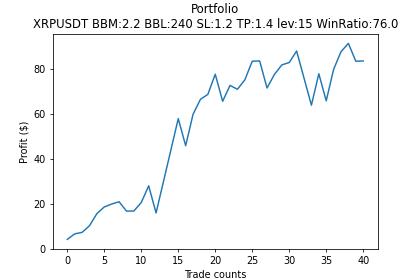 Portfolio
XRPUSDT BBM:2.2 BBL:240 SL:1.2 TP:1.4 lev:15 WinRatio:76.0
Profit ($)
80
60
40
20
0
0 5 10 15 20 25 30 35 40
Trade counts